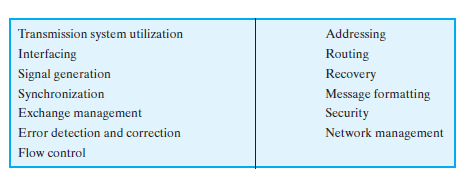 Transmission system utilization
Interfacing
Signal generation
Synchronization
Exchange management
Error detection and correction
Flow control
Addressing
Routing
Recovery
Message formatting
Security
Network management